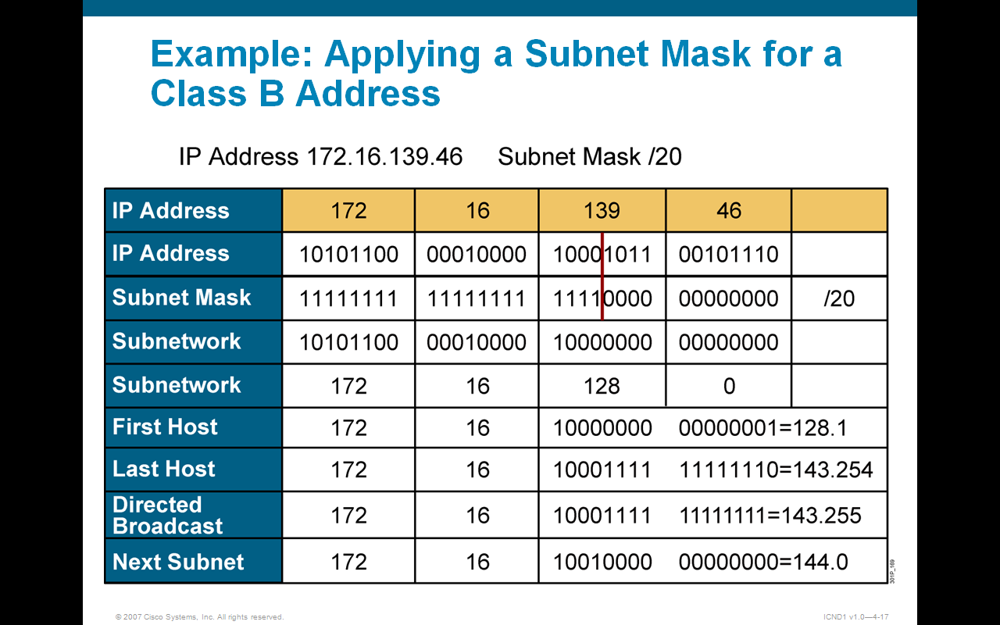 Example: Applying a Subnet Mask for a
Class B Address
IP Address 172.16.139.46 Subnet Mask /20
IP Address 172 16 139 46
IP Address 10101100 00010000 10001011 00101110
Subnet Mask 11111111 11111111 11110000 00000000 /20
Subnetwork 10101100 00010000 10000000 00000000
Subnetwork 172 16 128 0
First Host 172 16 10000000 00000001=128.1
Last Host 172 16 10001111 11111110=143.254
Directed
Broadcast 172 16 10001111 11111111=143.255
Next Subnet 172 16 10010000 00000000=144.0
301P_169
© 2007 Cisco Systems, Inc. All rights reserved. ICND1 v1.0—4-17